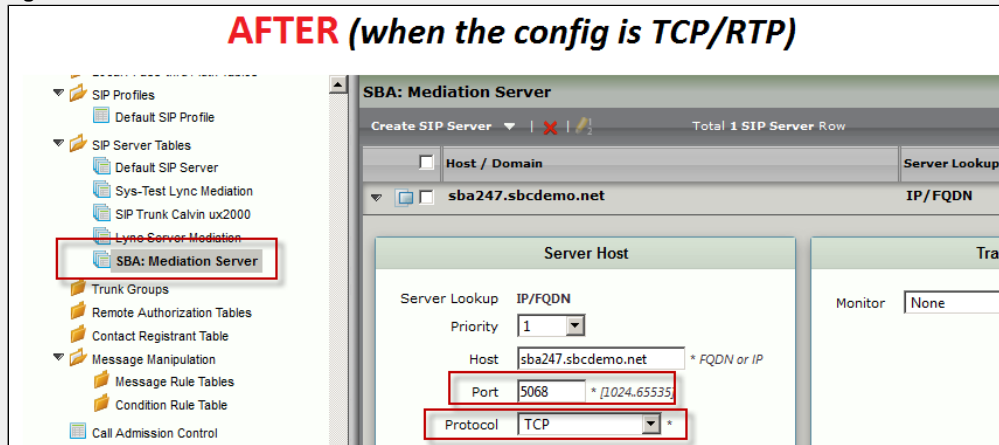 AFTER (when the config is TCP/RTP)
SIP Profiles
Default SIP Profile
SIP Server Tables
Default SIP Server
Sys-Test Lync Mediation
SIP Trunk Calvin ux2000
Lync Server Mediation
SBA: Mediation Server
Trunk Groups
Remote Authorization Tables
Contact Registrant Table
Message Manipulation
Message Rule Tables
Condition Rule Table
Call Admission Control
SBA: Mediation Server
Create SIP Server | | Total 1 SIP Server Row
Host / Domain Server Lookup
sba247.sbcdemo.net IP/FQDN
Server Host
Server Lookup IP/FQDN
Priority 1
Host sba247.sbcdemo.net * FQDN or IP
Port 5068 * [1024..65535]
Protocol TCP *
Tra
Monitor None